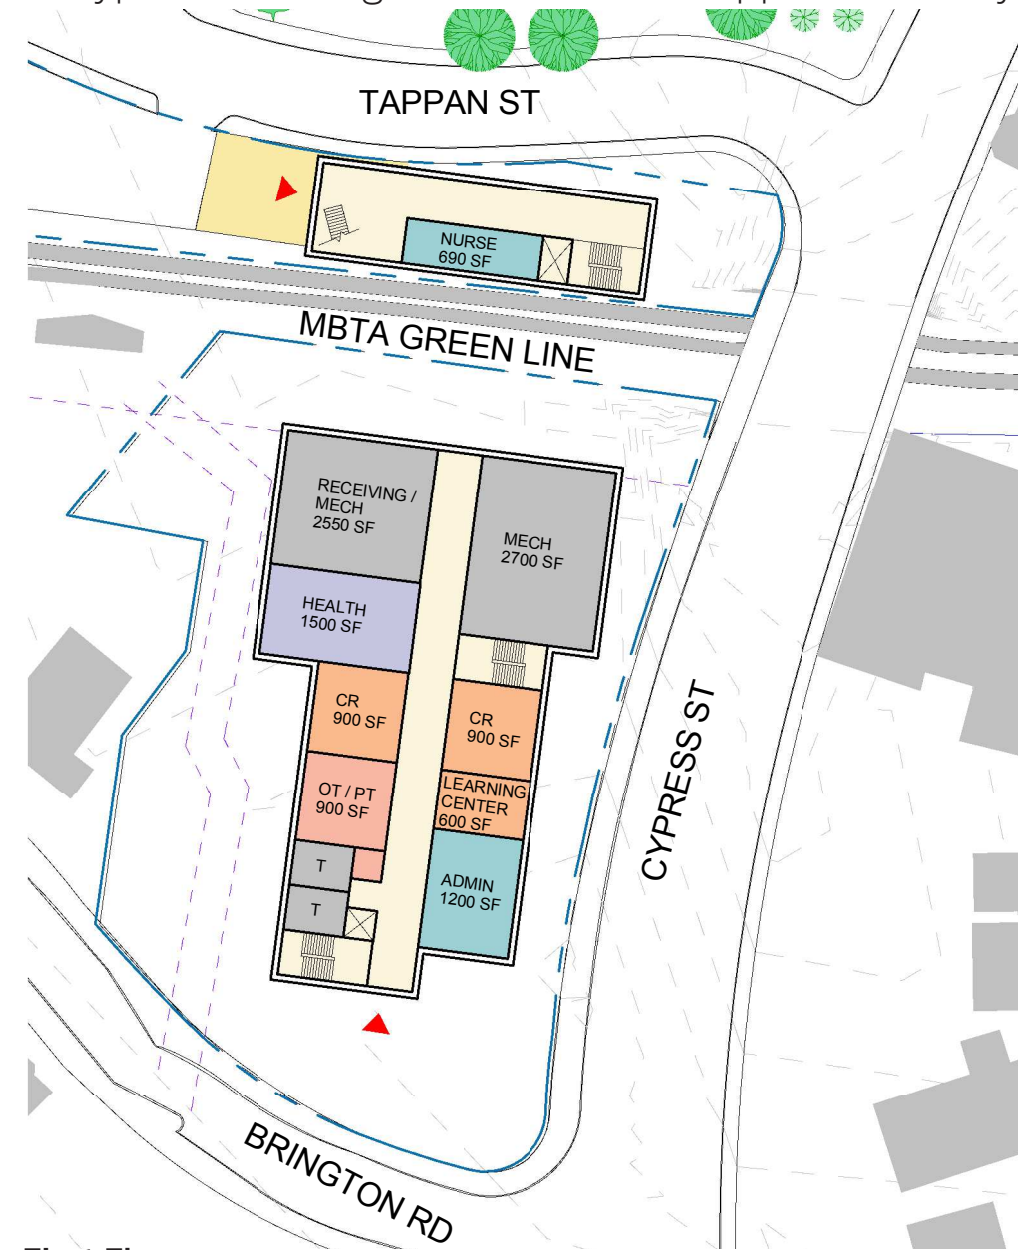 TAPPAN ST
NURSE
690 SF
MBTA GREEN LINE
RECEIVING /
MECH
2550 SF
MECH
2700 SF
HEALTH
1500 SF
CR
900 SF
CR
900 SF
OT / PT
900 SF
LEARNING
CENTER
600 SF
T
ADMIN
1200 SF
T
CYPRESS ST
BRINGTON RD